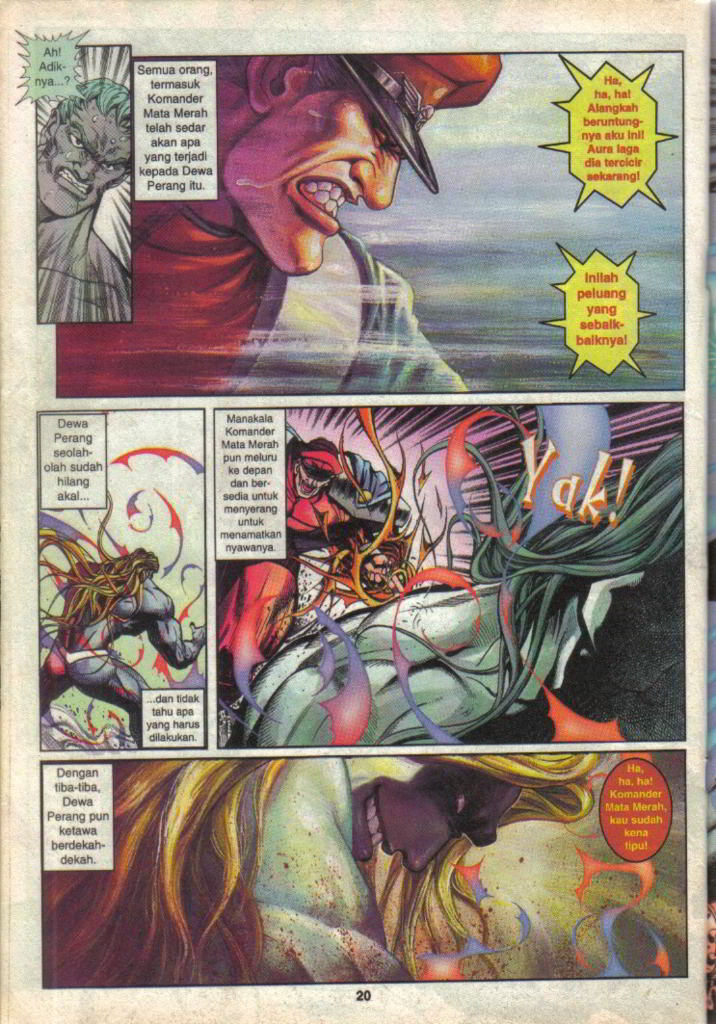 Ah!
Adik-
nya...?
Semua orang,
termasuk
Komander
Mata Merah
telah sedar
akan apa
yang terjadi
kepada Dewa
Perang itu.
Ha,
ha, ha!
Alangkah
beruntung-
nya aku ini!
Aura laga
dia tercicir
sekarang!
Inilah
peluang
yang
sebaik-
baiknya!
Dewa
Perang
seolah-
olah sudah
hilang
akal...
...dan tidak
tahu apa
yang harus
dilakukan.
Manakala
Komander
Mata Merah
pun meluru
ke depan
dan ber-
sedia untuk
menyerang
untuk
menamatkan
nyawanya.
Yak!
Dengan
tiba-tiba,
Dewa
Perang pun
ketawa
berdekah-
dekah.
Ha,
ha, ha!
Komander
Mata Merah,
kau sudah
kena
tipu!
20